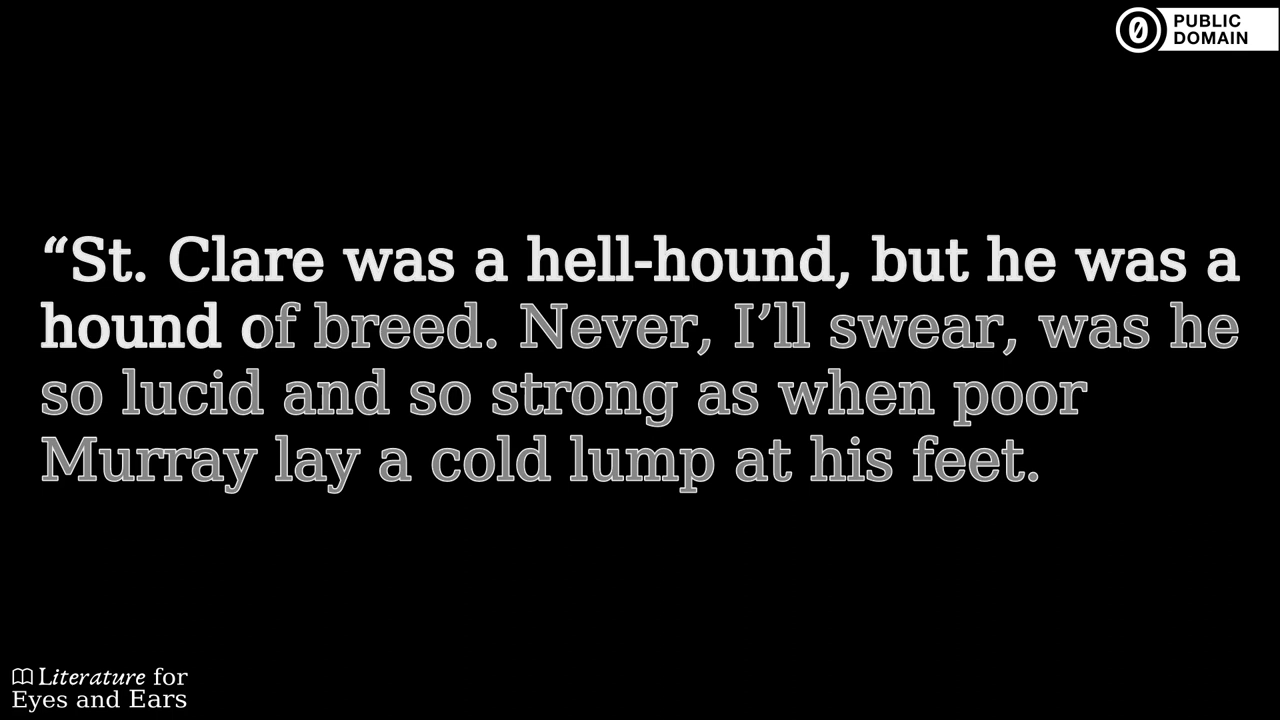 PUBLIC
DOMAIN
“St. Clare was a hell-hound, but he was a
hound of breed. Never, I’ll swear, was he
so lucid and so strong as when poor
Murray lay a cold lump at his feet.
Literature for
Eyes and Ears